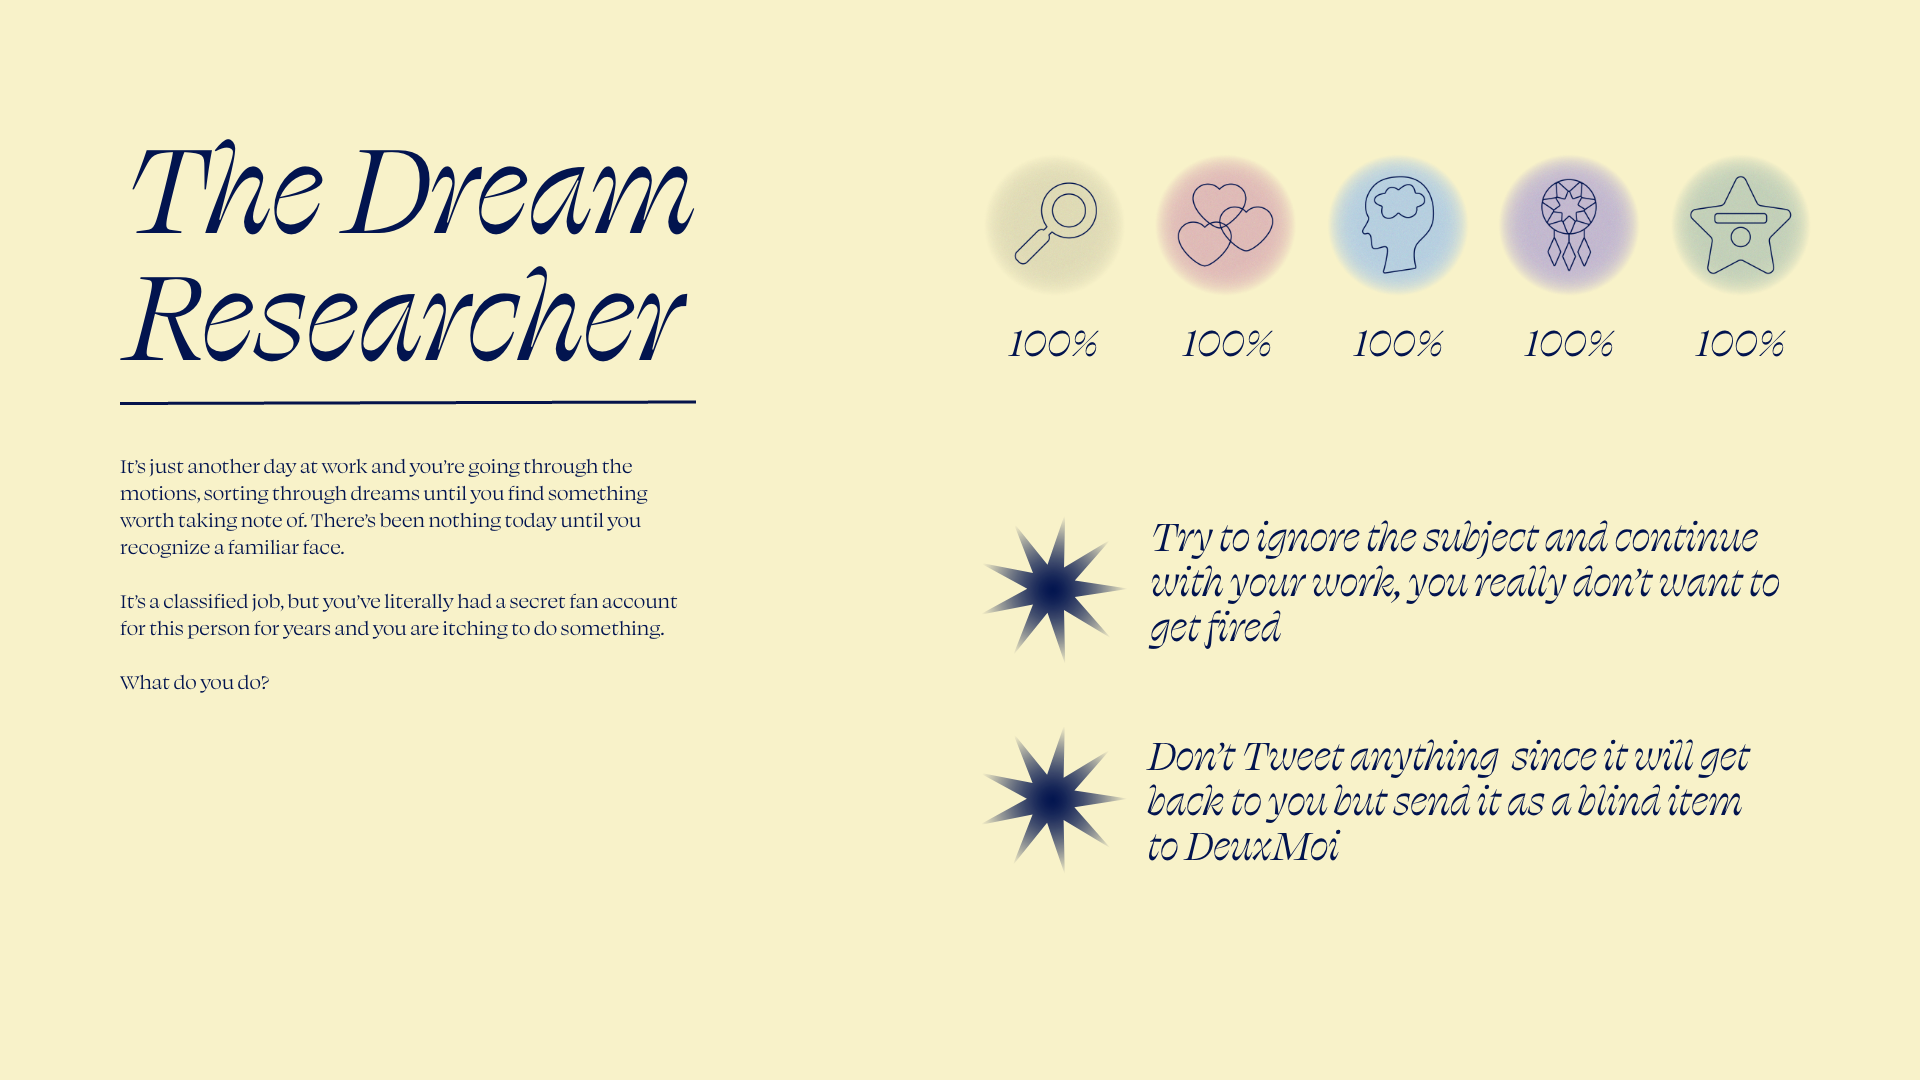 The Dream
Researcher
It's just another day at work and you're going through the
motions, sorting through dreams until you find something
worth taking note of. There's been nothing today until you
recognize a familiar face.
It's a classified job, but you've literally had a secret fan account
for this person for years and you are itching to do something.
What do you do?
100% 100% 100% 100% 100%
Try to ignore the subject and continue
with your work, you really don't want to
get fired
Don't Tweet anything  since it will get
back to you but send it as a blind item
to DeuxMoi